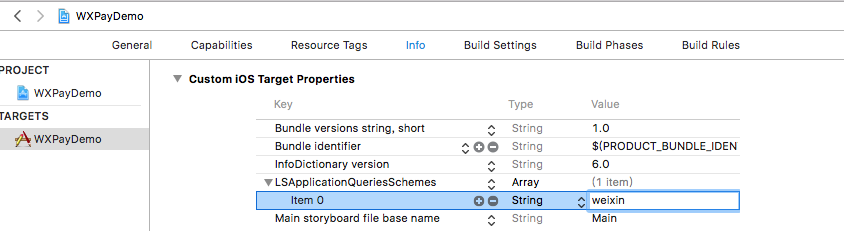 WXPayDemo
General Capabilities Resource Tags Info Build Settings Build Phases Build Rules
PROJECT
WXPayDemo
TARGETS
WXPayDemo
Custom iOS Target Properties
Key Type Value
Bundle versions string, short String 1.0
Bundle identifier String $(PRODUCT_BUNDLE_IDEN
InfoDictionary version String 6.0
LSApplicationQueriesSchemes Array (1 item)
Item 0 String weixin
Main storyboard file base name String Main